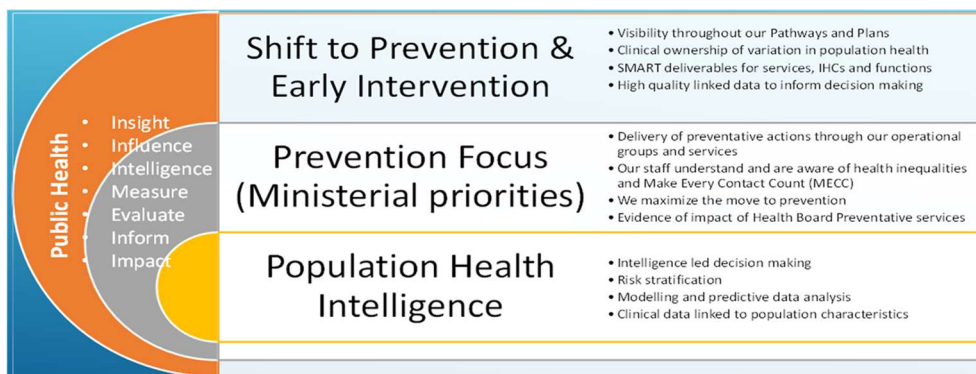 Public Health
• Insight
• Influence
• Intelligence
• Measure
• Evaluate
• Inform
• Impact
Shift to Prevention &
Early Intervention
• Visibility throughout our Pathways and Plans
• Clinical ownership of variation in population health
• SMART deliverables for services, IHCs and functions
• High quality linked data to inform decision making
Prevention Focus
(Ministerial priorities)
• Delivery of preventative actions through our operational
groups and services
• Our staff understand and are aware of health inequalities
and Make Every Contact Count (MECC)
• We maximize the move to prevention
• Evidence of impact of Health Board Preventative services
Population Health
Intelligence
• Intelligence led decision making
• Risk stratification
• Modelling and predictive data analysis
• Clinical data linked to population characteristics